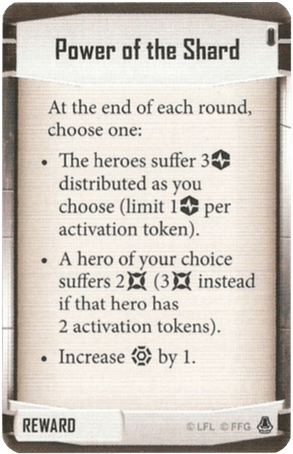 Power of the Shard
At the end of each round,
choose one:
• The heroes suffer 3
distributed as you
choose (limit 1 per
activation token).
• A hero of your choice
suffers 2 (3 instead
if that hero has
2 activation tokens).
• Increase by 1.
REWARD
© LFL © FFG